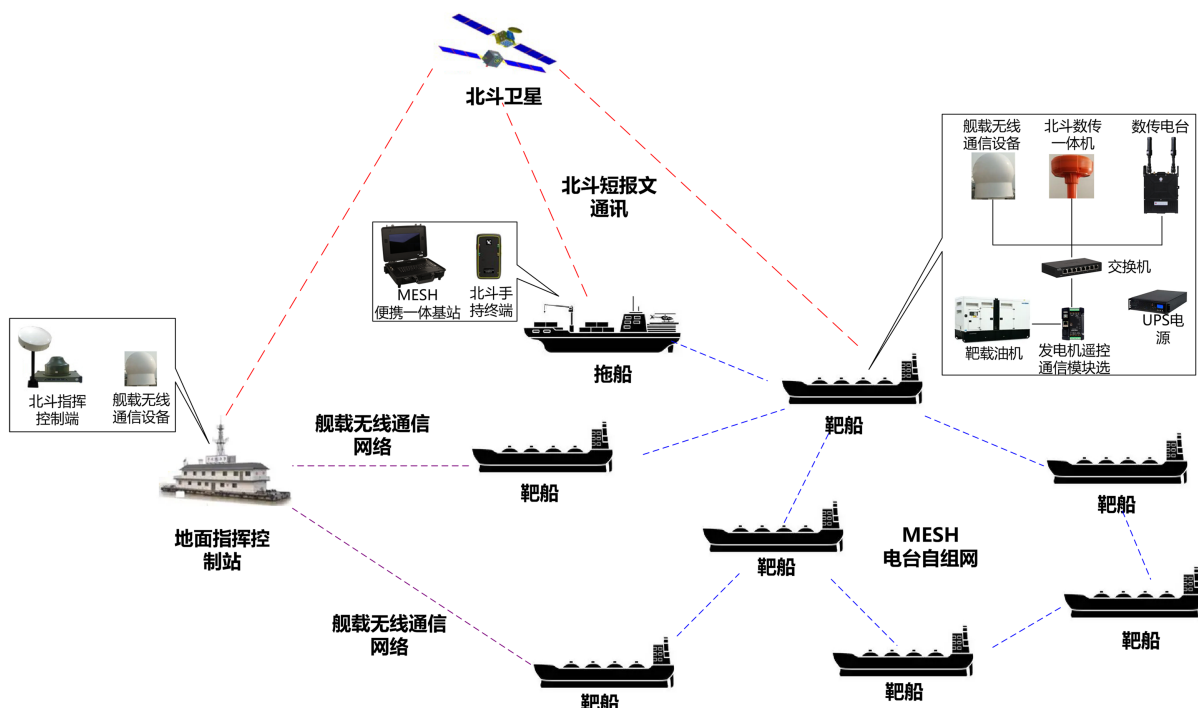 北斗卫星
北斗短报文
通讯
舰载无线
通信设备
北斗数传
一体机
数传电台
交换机
靶载油机
发电机遥控
通信模块选
UPS电
源
MESH
便携一体基站
北斗手
持终端
拖船
靶船
北斗指挥
控制端
舰载无线
通信设备
地面指挥控
制站
舰载无线通信
网络
靶船
靶船
靶船
MESH
电台自组网
靶船
舰载无线通信
网络
靶船
靶船